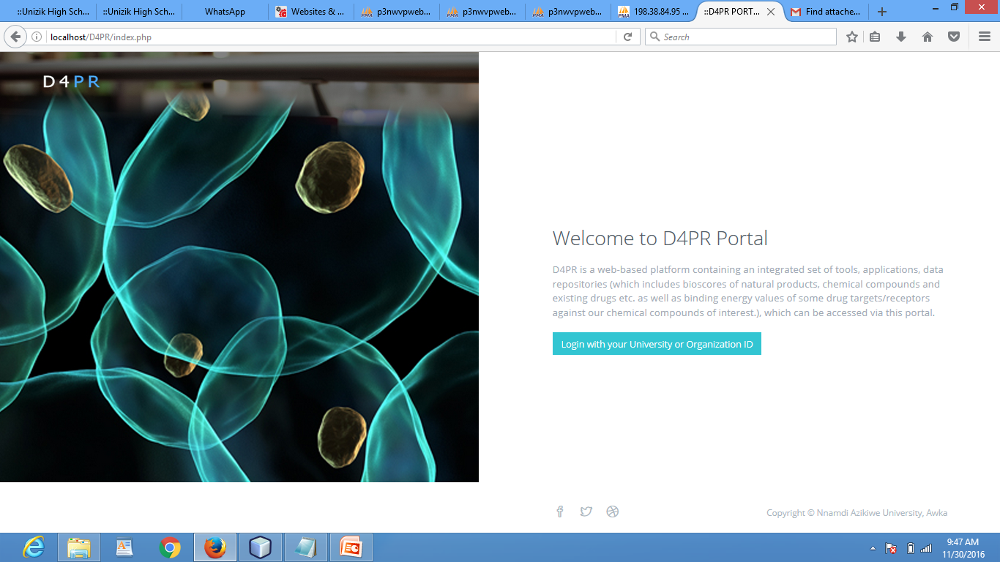 ::Unizik High Sch...
::Unizik High Sch...
WhatsApp
Websites & ...
p3nwvpweb...
p3nwvpweb...
p3nwvpweb...
198.38.84.95 ...
::D4PR PORT...
Find attache...
localhost/D4PR/index.php
Search
D4PR
Welcome to D4PR Portal
D4PR is a web-based platform containing an integrated set of tools, applications, data
repositories (which includes bioscores of natural products, chemical compounds and
existing drugs etc. as well as binding energy values of some drug targets/receptors
against our chemical compounds of interest.), which can be accessed via this portal.
Login with your University or Organization ID
Copyright © Nnamdi Azikiwe University, Awka
9:47 AM
11/30/2016